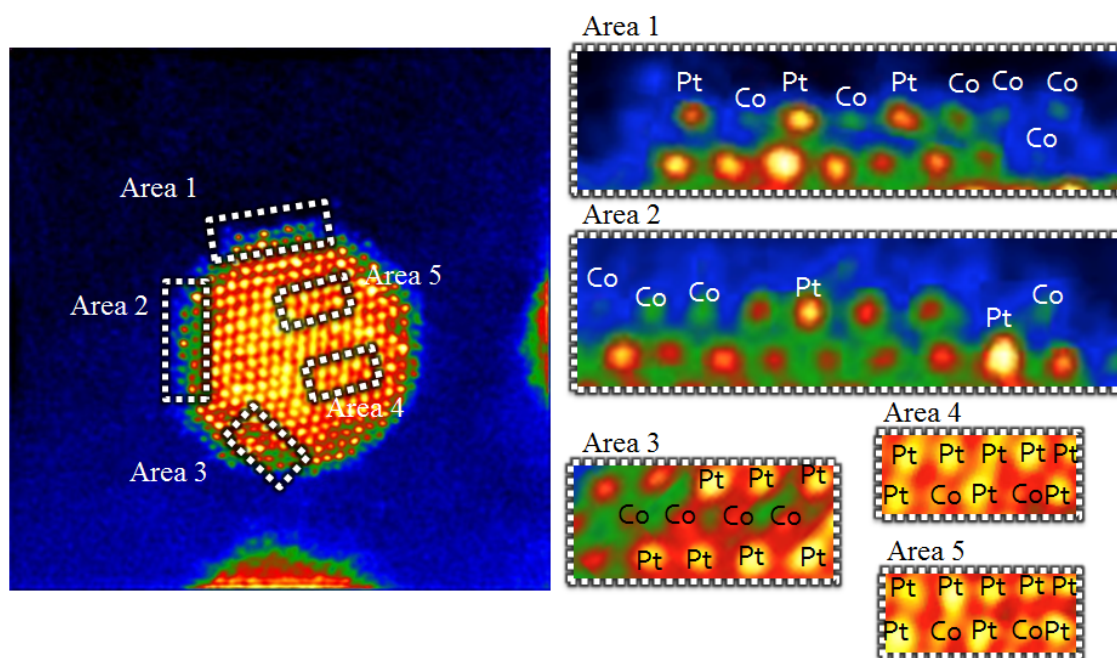 Area 1
Area 2
Area 5
Area 4
Area 3
Area 1
Pt Co Pt Co Pt Co Co Co
Co
Area 2
Co Co Co Pt Co
Pt
Area 3
Pt Pt Pt
Co Co Co Co
Pt Pt Pt Pt
Area 4
Pt Pt Pt Pt Pt
Pt Co Pt Co Pt
Area 5
Pt Pt Pt Pt Pt
Pt Co Pt Co Pt